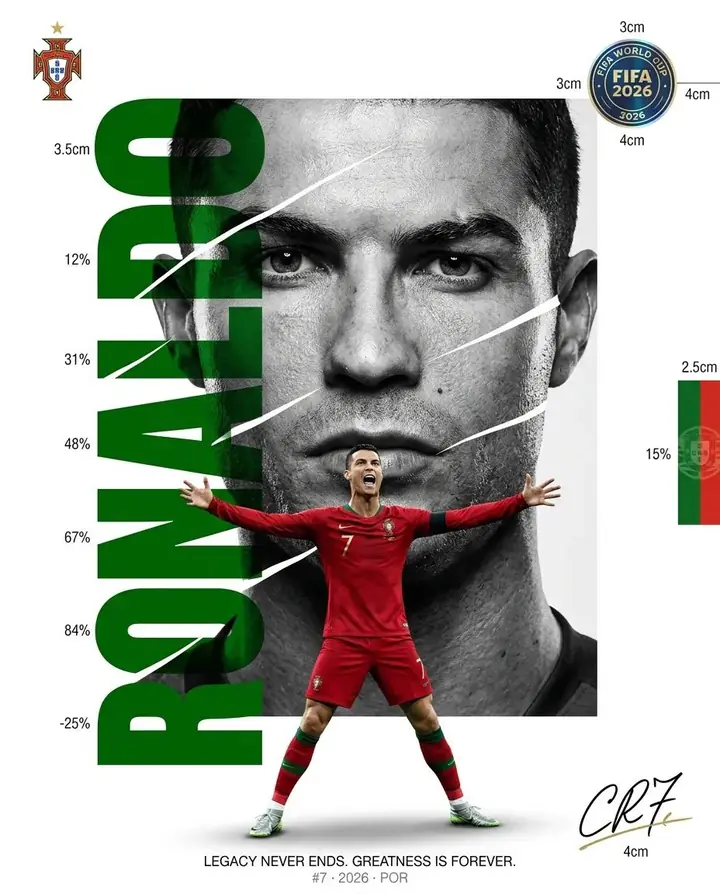 3cm
FIFA WORLD CUP
3cm
FIFA
2026
4cm
3026
4cm
3.5cm
RONALDO
12%
31%
2.5cm
48%
15%
67%
7
84%
7
-25%
CR7
4cm
LEGACY NEVER ENDS. GREATNESS IS FOREVER.
#7 · 2026 · POR